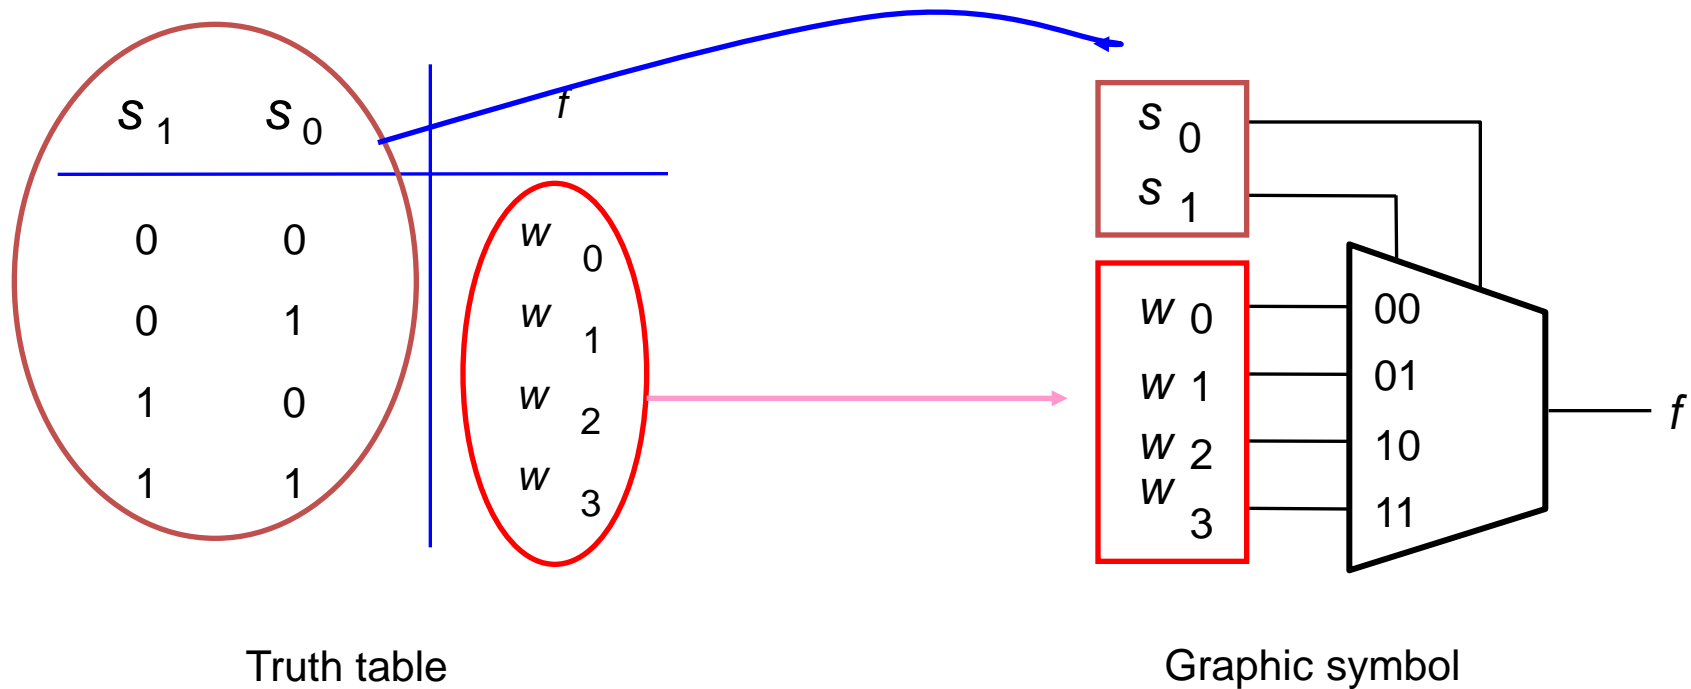 s1 s0 f
0 0 w0
0 1 w1
1 0 w2
1 1 w3
Truth table
s0
s1
w0 00
w1 01
w2 10
w3 11
f
Graphic symbol